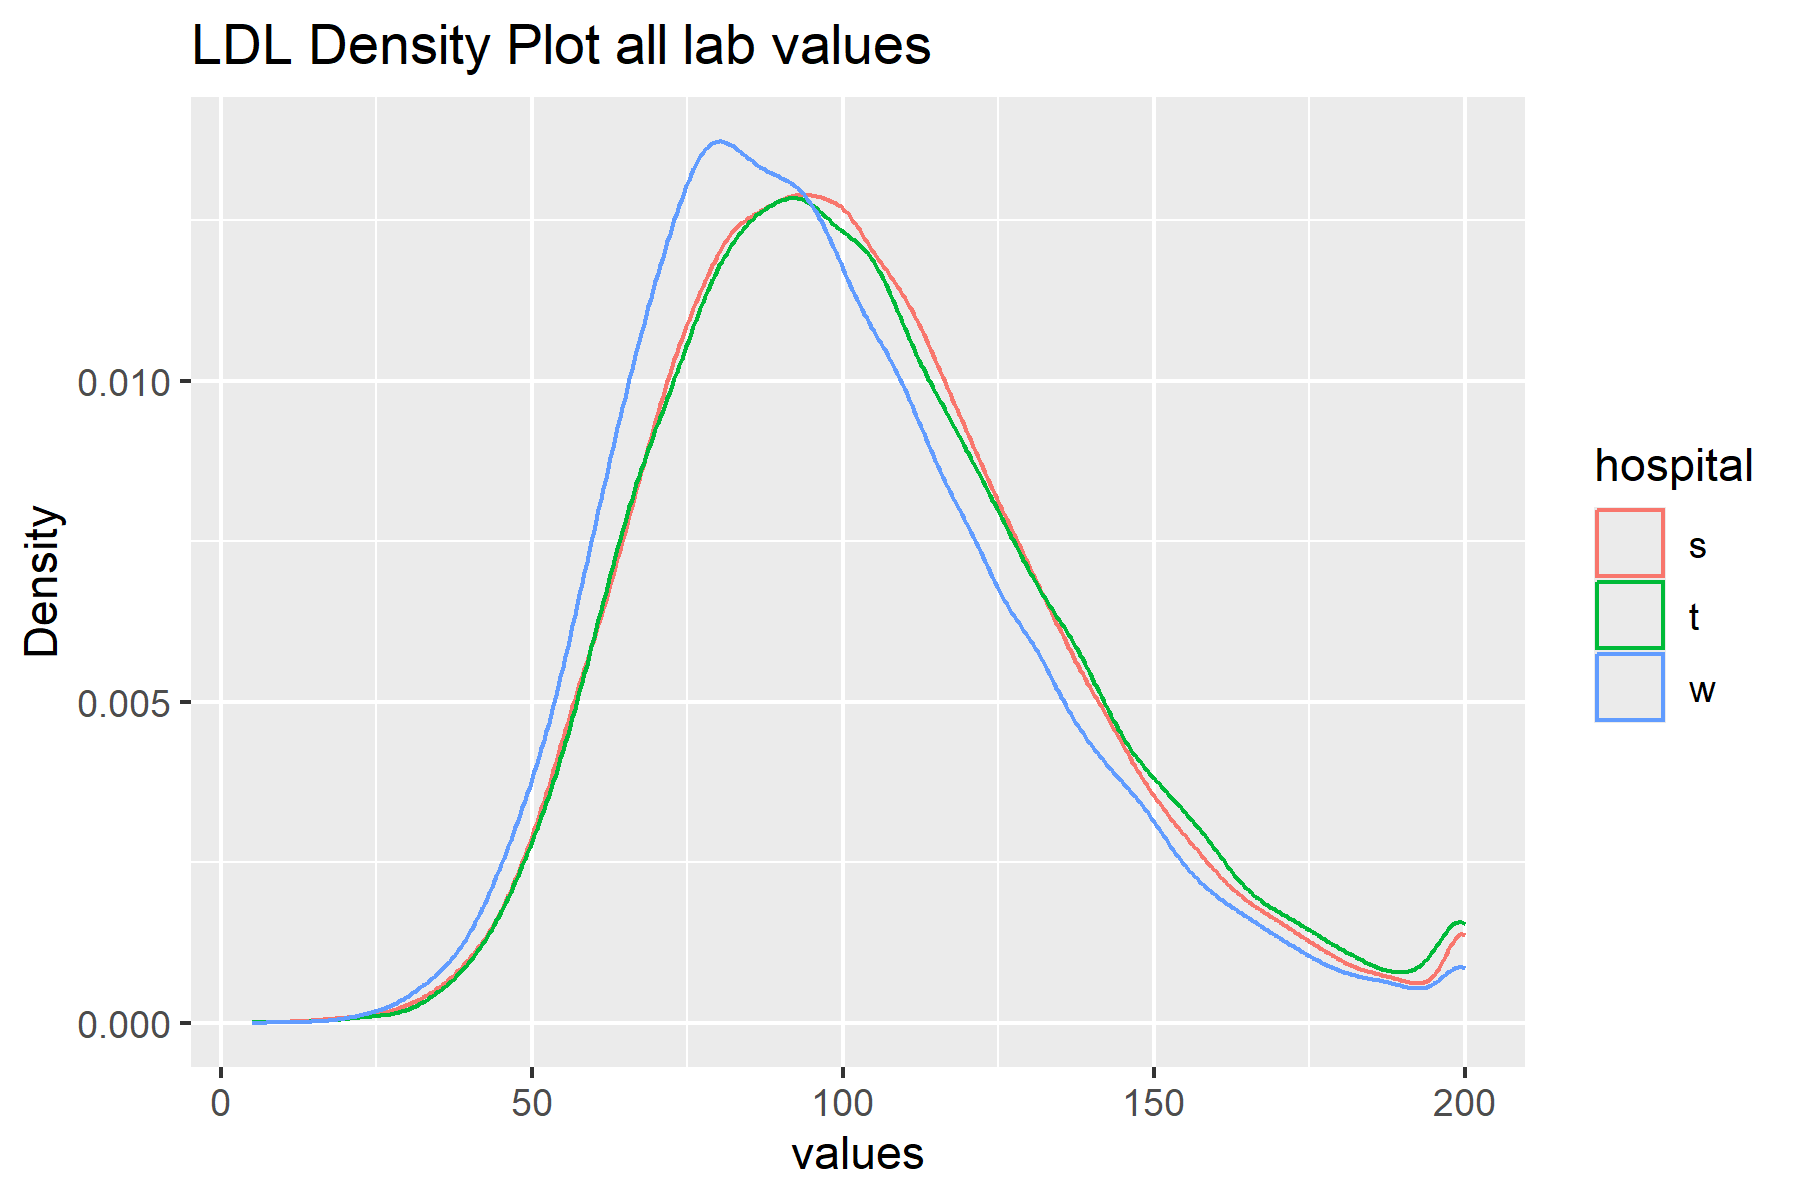 LDL Density Plot all lab values
Density
0.010
0.005
0.000
0
50
100
150
200
values
hospital
s
t
w